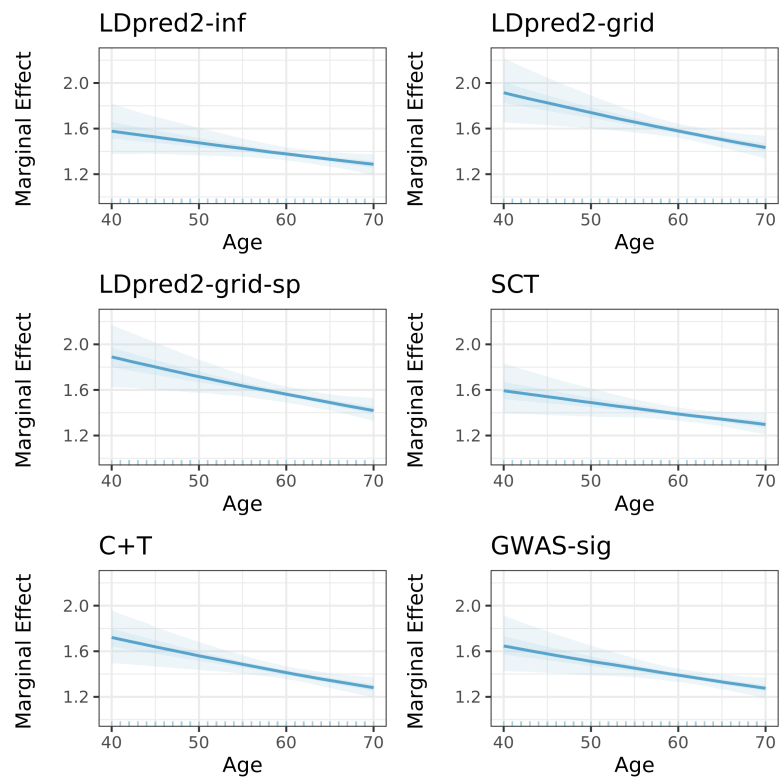 LDpred2-inf
Marginal Effect
2.0
1.6
1.2
40 50 60 70
Age
LDpred2-grid
Marginal Effect
2.0
1.6
1.2
40 50 60 70
Age
LDpred2-grid-sp
Marginal Effect
2.0
1.6
1.2
40 50 60 70
Age
SCT
Marginal Effect
2.0
1.6
1.2
40 50 60 70
Age
C+T
Marginal Effect
2.0
1.6
1.2
40 50 60 70
Age
GWAS-sig
Marginal Effect
2.0
1.6
1.2
40 50 60 70
Age